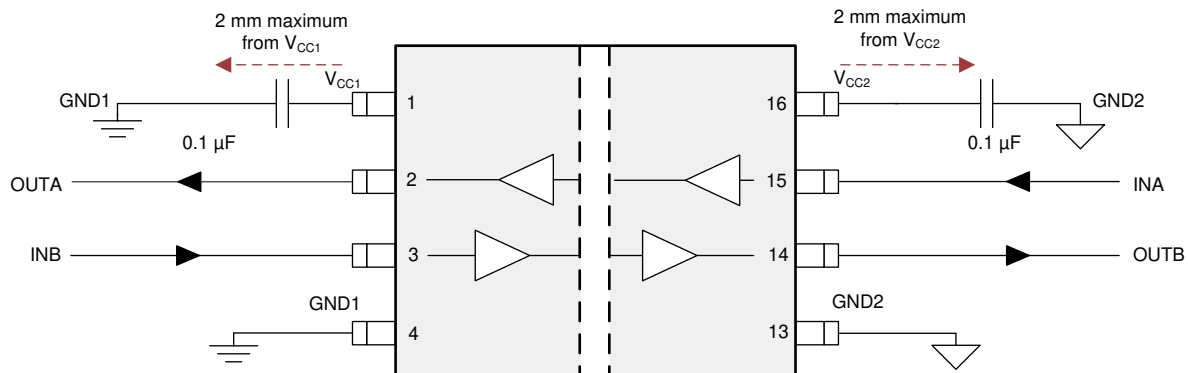 2 mm maximum
from VCC1
2 mm maximum
from VCC2
VCC1
VCC2
GND1
1
16
GND2
0.1 µF
0.1 µF
OUTA
2
15
INA
INB
3
14
OUTB
GND1
GND2
4
13